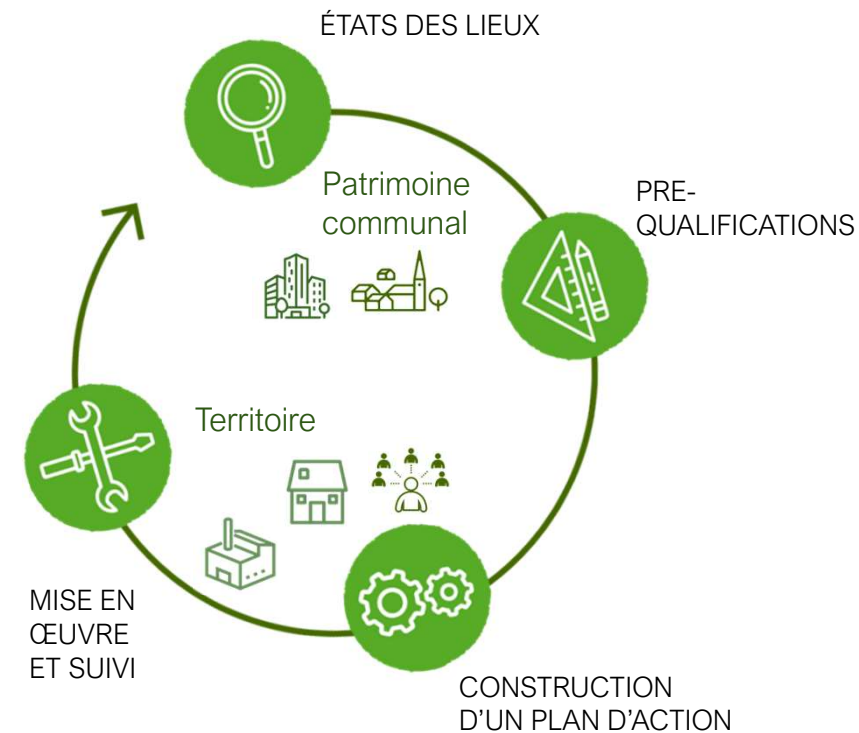 ÉTATS DES LIEUX
Patrimoine
communal
PRE-
QUALIFICATIONS
Territoire
MISE EN
ŒUVRE
ET SUIVI
CONSTRUCTION
D'UN PLAN D'ACTION